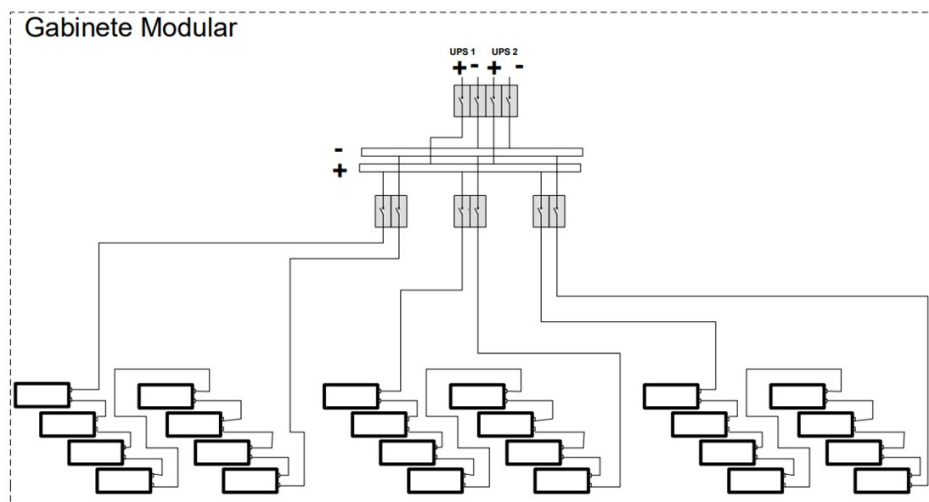 Gabinete Modular
UPS 1 UPS 2
+ - + -
-
+